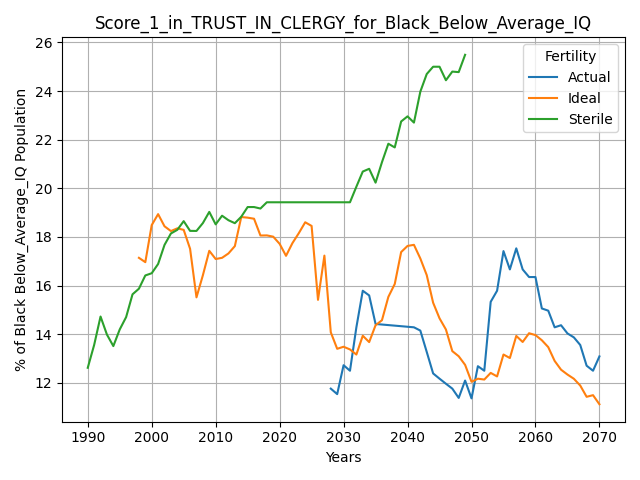 Score_1_in_TRUST_IN_CLERGY_for_Black_Below_Average_IQ
% of Black Below_Average_IQ Population
26
24
22
20
18
16
14
12
Fertility
Actual
Ideal
Sterile
1990 2000 2010 2020 2030 2040 2050 2060 2070
Years